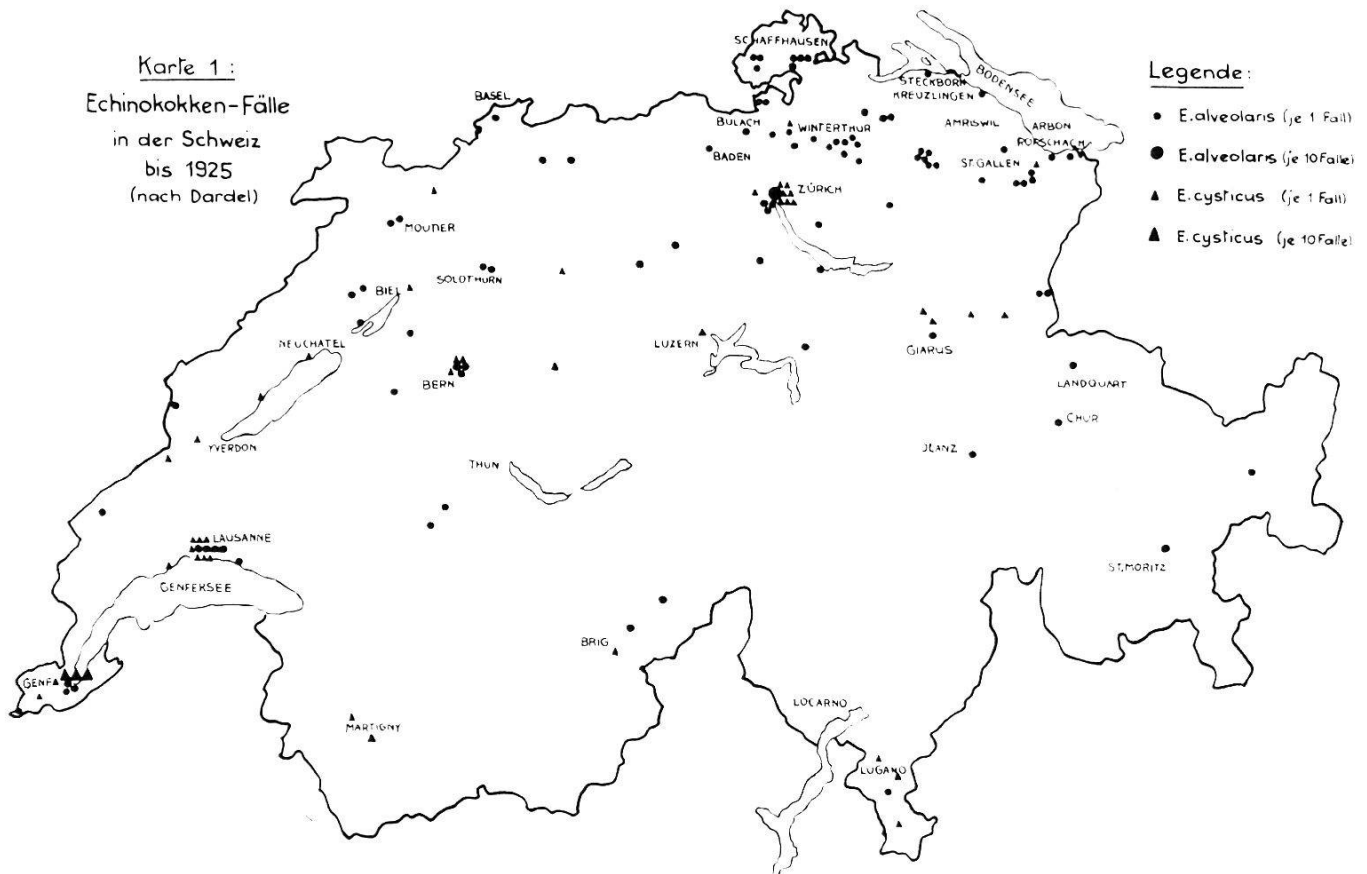 Karte 1 :
Echinokokken-Fälle
in der Schweiz
bis 1925
(nach Dardel)
Legende:
E.alveolaris (je 1 Fall)
E.alveolaris (je 10 Fälle)
E.cysticus (je 1 Fall)
E.cysticus (je 10 Fälle)
SCHAFFHAUSEN
BODENSEE
STECKBORN
KREUZLINGEN
BASEL
BÜLACH
WINTERTHUR
AMRISWIL
ARBON
RORSCHACH
BADEN
ST.GALLEN
ZÜRICH
MOUTIER
SOLOTHURN
BIEL
NEUCHATEL
LUZERN
GLARUS
BERN
LANDQUART
CHUR
YVERDON
JLANZ
THUN
LAUSANNE
ST.MORITZ
GENFERSEE
BRIG
GENF
LOCARNO
MARTIGNY
LUGANO